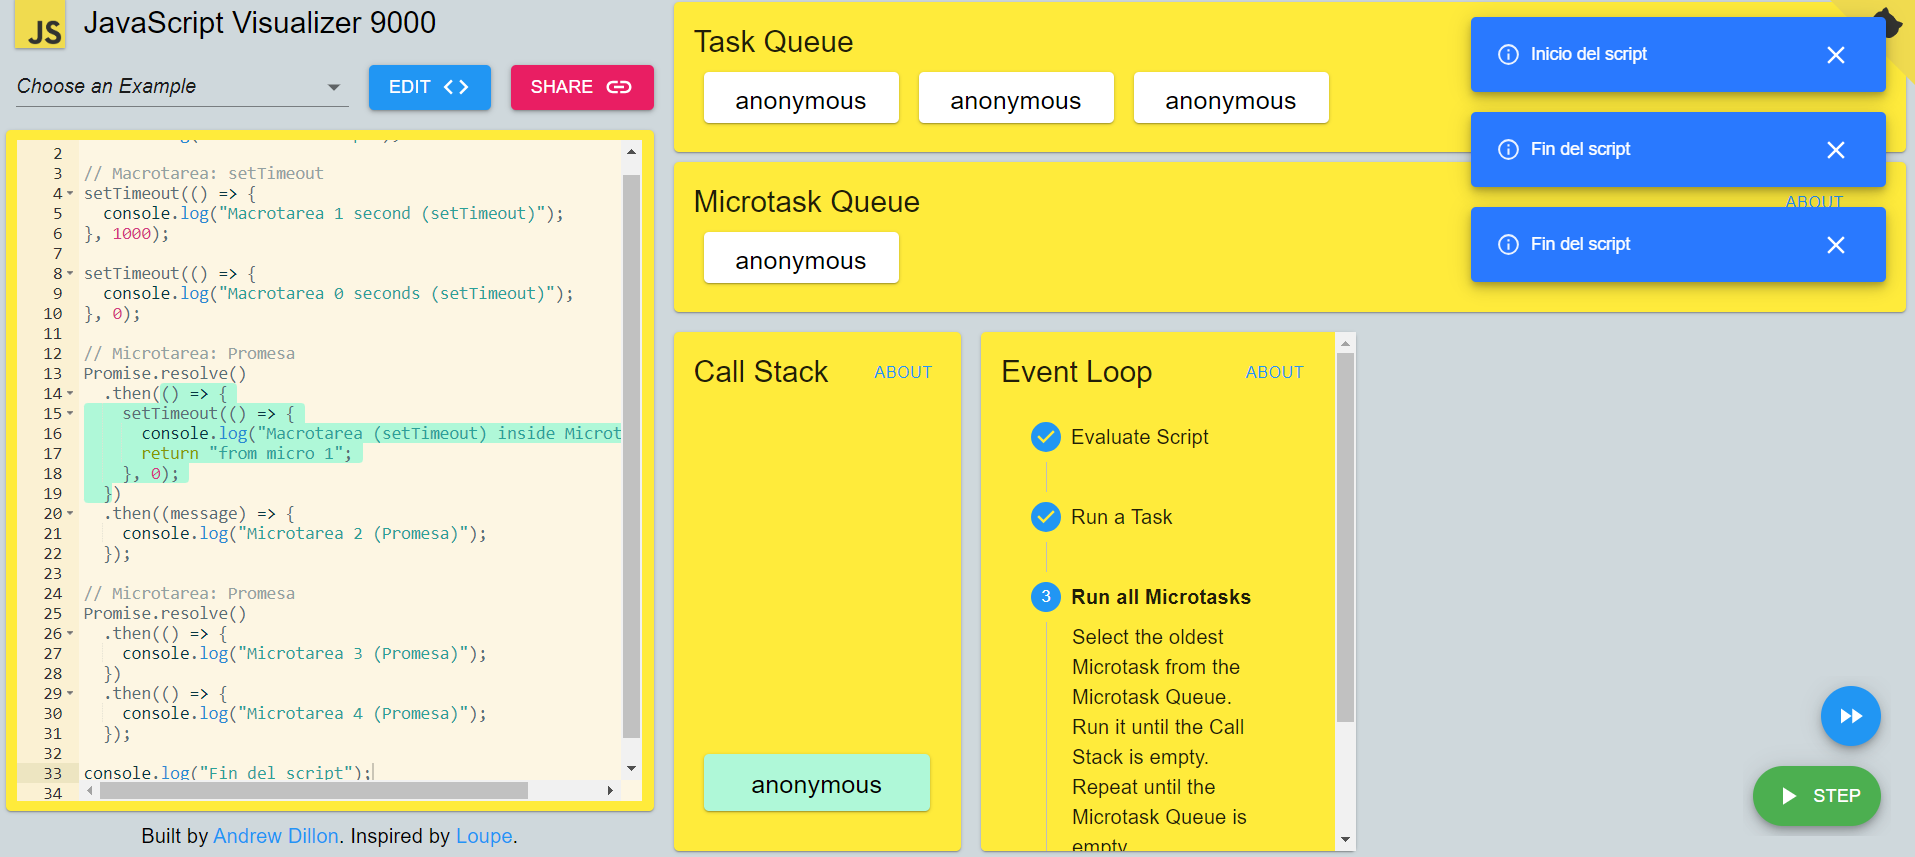 JS
JavaScript Visualizer 9000
Choose an Example
EDIT
SHARE
2
3 // Macrotarea: setTimeout
4 setTimeout(() => {
5 console.log("Macrotarea 1 second (setTimeout)");
6 }, 1000);
7
8 setTimeout(() => {
9 console.log("Macrotarea 0 seconds (setTimeout)");
10 }, 0);
11
12 // Microtarea: Promesa
13 Promise.resolve()
14 .then(() => {
15 setTimeout(() => {
16 console.log("Macrotarea (setTimeout) inside Microt
17 return "from micro 1";
18 }, 0);
19 })
20 .then((message) => {
21 console.log("Microtarea 2 (Promesa)");
22 });
23
24 // Microtarea: Promesa
25 Promise.resolve()
26 .then(() => {
27 console.log("Microtarea 3 (Promesa)");
28 })
29 .then(() => {
30 console.log("Microtarea 4 (Promesa)");
31 });
32
33 console.log("Fin del script");
34
Built by Andrew Dillon. Inspired by Loupe.
Task Queue
anonymous anonymous anonymous
Microtask Queue
ABOUT
anonymous
Inicio del script
Fin del script
Fin del script
Call Stack ABOUT
anonymous
Event Loop ABOUT
Evaluate Script
Run a Task
3 Run all Microtasks
Select the oldest
Microtask from the
Microtask Queue.
Run it until the Call
Stack is empty.
Repeat until the
Microtask Queue is
empty
STEP